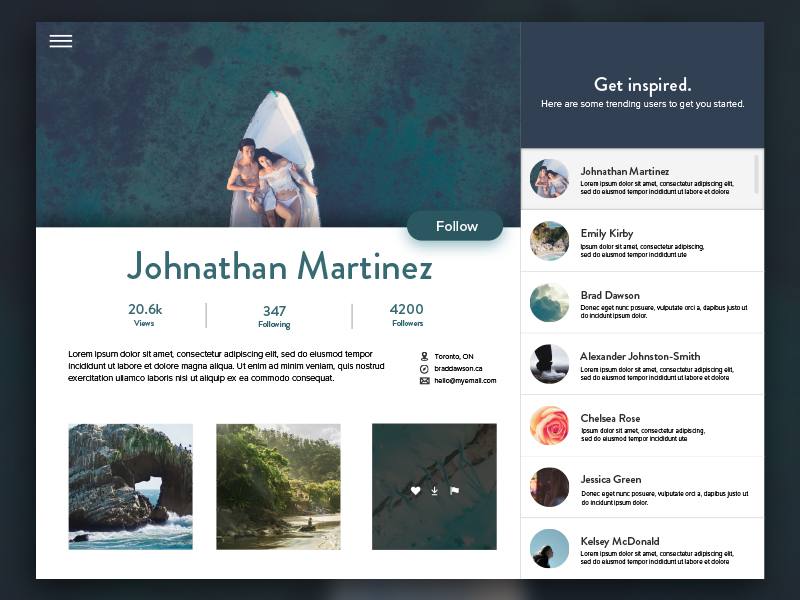 Get inspired.
Here are some trending users to get you started.
Follow
Johnathan Martinez
20.6k
Views
347
Following
4200
Followers
Lorem ipsum dolor sit amet, consectetur adipiscing elit, sed do eiusmod tempor
incididunt ut labore et dolore magna aliqua. Ut enim ad minim veniam, quis nostrud
exercitation ullamco laboris nisi ut aliquip ex ea commodo consequat.
Toronto, ON
braddawson.ca
hello@myemail.com
Johnathan Martinez
Lorem ipsum dolor sit amet, consectetur adipiscing elit,
sed do eiusmod tempor incididunt ut labore et dolore
Emily Kirby
Ipsum dolor sit amet, consectetur adipiscing,
sed do eiusmod tempor incididunt ute
Brad Dawson
Donec eget nunc posuere, vulputate orci a, dapibus justo ut
do incidunt ipsum dolor.
Alexander Johnston-Smith
Lorem ipsum dolor sit amet, consectetur adipiscing elit,
sed do eiusmod tempor incididunt ut labore et dolore
Chelsea Rose
Ipsum dolor sit amet, consectetur adipiscing,
sed do eiusmod tempor incididunt ute
Jessica Green
Donec eget nunc posuere, vulputate orci a, dapibus justo ut
do incidunt ipsum dolor.
Kelsey McDonald
Lorem ipsum dolor sit amet, consectetur adipiscing elit,
sed do eiusmod tempor incididunt ut labore et dolore